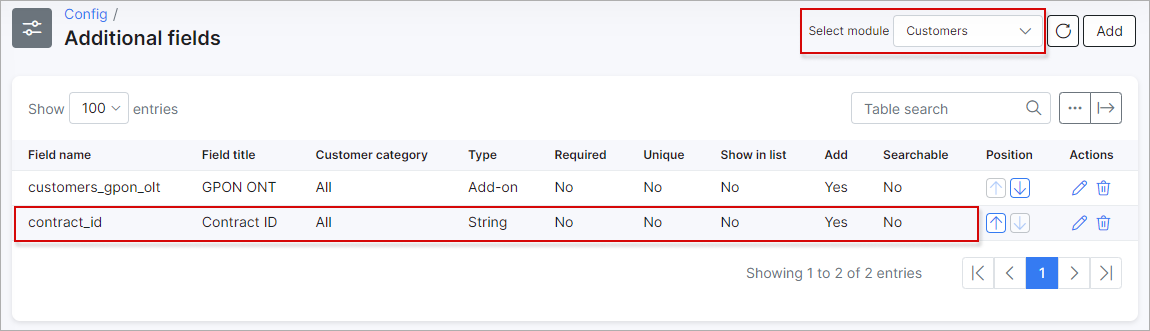 Config /
Additional fields
Select module Customers Add
Show 100 entries Table search
Field name Field title Customer category Type Required Unique Show in list Add Searchable Position Actions
customers_gpon_olt GPON ONT All Add-on No No No Yes No
contract_id Contract ID All String No No No Yes No
Showing 1 to 2 of 2 entries 1